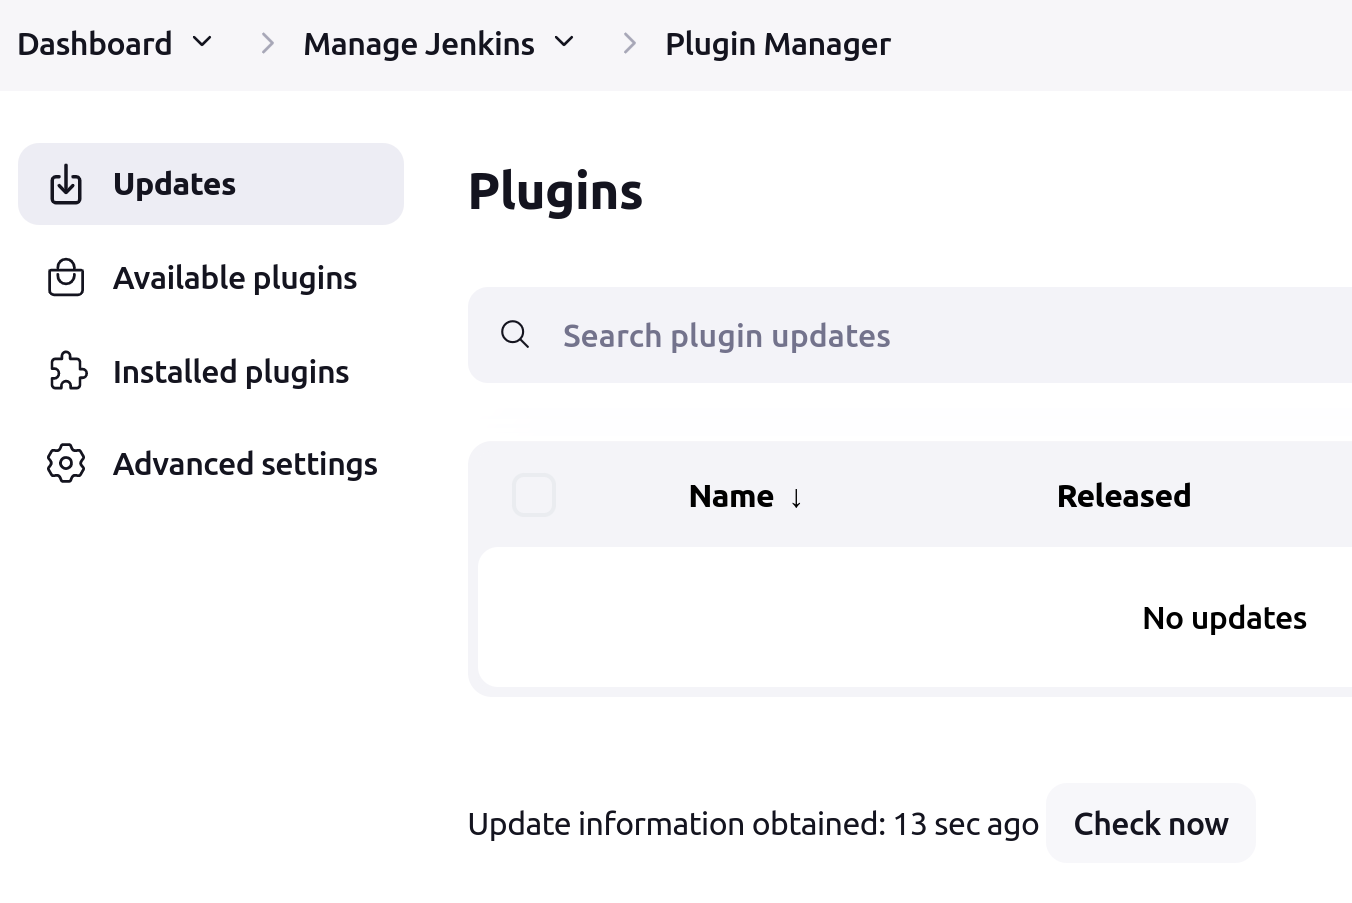 Dashboard > Manage Jenkins > Plugin Manager
Updates
Available plugins
Installed plugins
Advanced settings
Plugins
Search plugin updates
Name ↓ Released
No updates
Update information obtained: 13 sec ago Check now